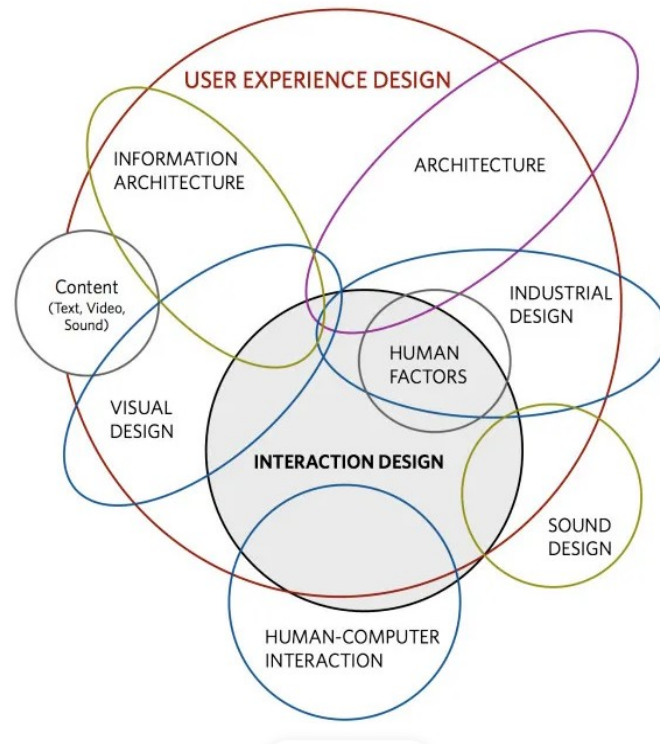 USER EXPERIENCE DESIGN
INFORMATION
ARCHITECTURE
ARCHITECTURE
Content
(Text, Video,
Sound)
INDUSTRIAL
DESIGN
HUMAN
FACTORS
VISUAL
DESIGN
INTERACTION DESIGN
SOUND
DESIGN
HUMAN-COMPUTER
INTERACTION